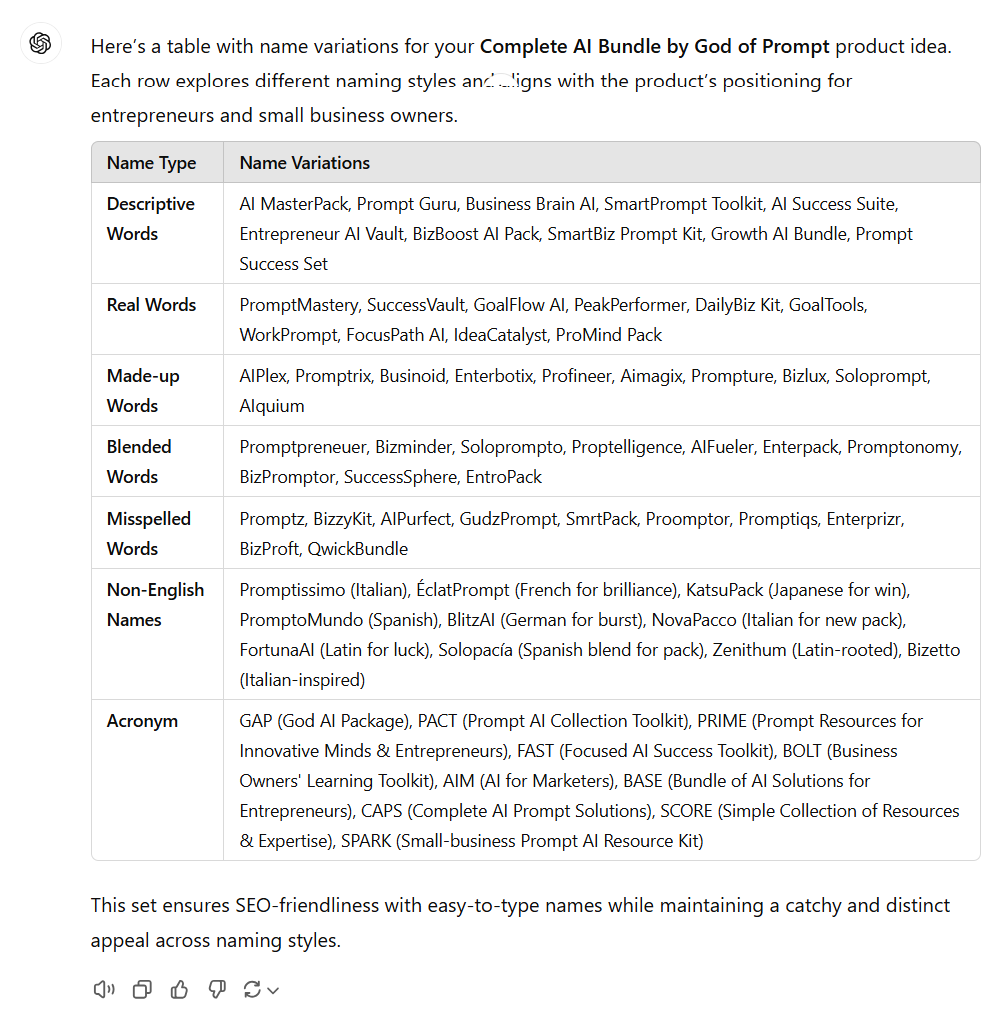 Here's a table with name variations for your Complete AI Bundle by God of Prompt product idea.
Each row explores different naming styles and aligns with the product's positioning for
entrepreneurs and small business owners.
Name Type
Name Variations
Descriptive
Words
AI MasterPack, Prompt Guru, Business Brain AI, SmartPrompt Toolkit, AI Success Suite,
Entrepreneur AI Vault, BizBoost AI Pack, SmartBiz Prompt Kit, Growth AI Bundle, Prompt
Success Set
Real Words
PromptMastery, SuccessVault, GoalFlow AI, PeakPerformer, DailyBiz Kit, GoalTools,
WorkPrompt, FocusPath AI, IdeaCatalyst, ProMind Pack
Made-up
Words
AIPlex, Promptrix, Businoid, Enterbotix, Profineer, Aimagix, Prompture, Bizlux, Soloprompt,
AIquium
Blended
Words
Promptpreneuer, Bizminder, Soloprompto, Proptelligence, AIFueler, Enterpack, Promptonomy,
BizPromptor, SuccessSphere, EntroPack
Misspelled
Words
Promptz, BizzyKit, AIPurfect, GudzPrompt, SmrtPack, Proomptor, Promptiqs, Enterprizr,
BizProft, QwickBundle
Non-English
Names
Promptissimo (Italian), ÉclatPrompt (French for brilliance), KatsuPack (Japanese for win),
PromptoMundo (Spanish), BlitzAI (German for burst), NovaPacco (Italian for new pack),
FortunaAI (Latin for luck), Solopacía (Spanish blend for pack), Zenithum (Latin-rooted), Bizetto
(Italian-inspired)
Acronym
GAP (God AI Package), PACT (Prompt AI Collection Toolkit), PRIME (Prompt Resources for
Innovative Minds & Entrepreneurs), FAST (Focused AI Success Toolkit), BOLT (Business
Owners' Learning Toolkit), AIM (AI for Marketers), BASE (Bundle of AI Solutions for
Entrepreneurs), CAPS (Complete AI Prompt Solutions), SCORE (Simple Collection of Resources
& Expertise), SPARK (Small-business Prompt AI Resource Kit)
This set ensures SEO-friendliness with easy-to-type names while maintaining a catchy and distinct
appeal across naming styles.